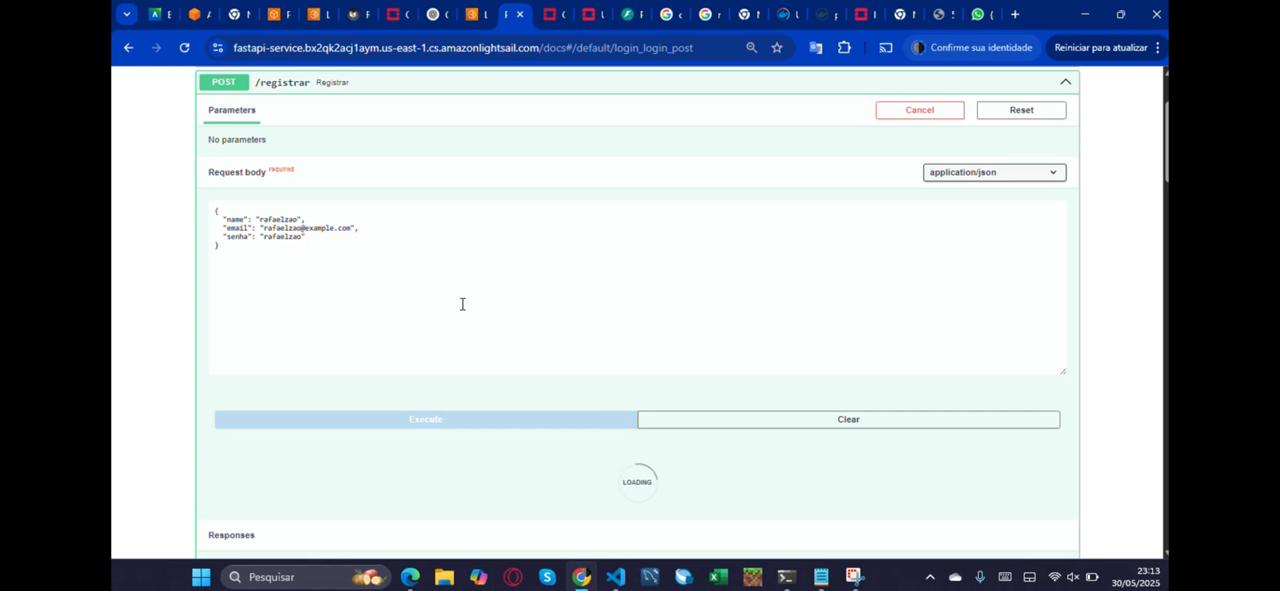 fastapi-service.bx2qk2acj1aym.us-east-1.cs.amazonlightsail.com/docs#/default/login_login_post
Confirme sua identidade
Reiniciar para atualizar
POST /registrar Registrar
Parameters
Cancel
Reset
No parameters
Request body required
application/json
{
"name": "rafaelzao",
"email": "rafaelzao@example.com",
"senha": "rafaelzao"
}
Execute
Clear
LOADING
Responses
Pesquisar
23:13
30/05/2025